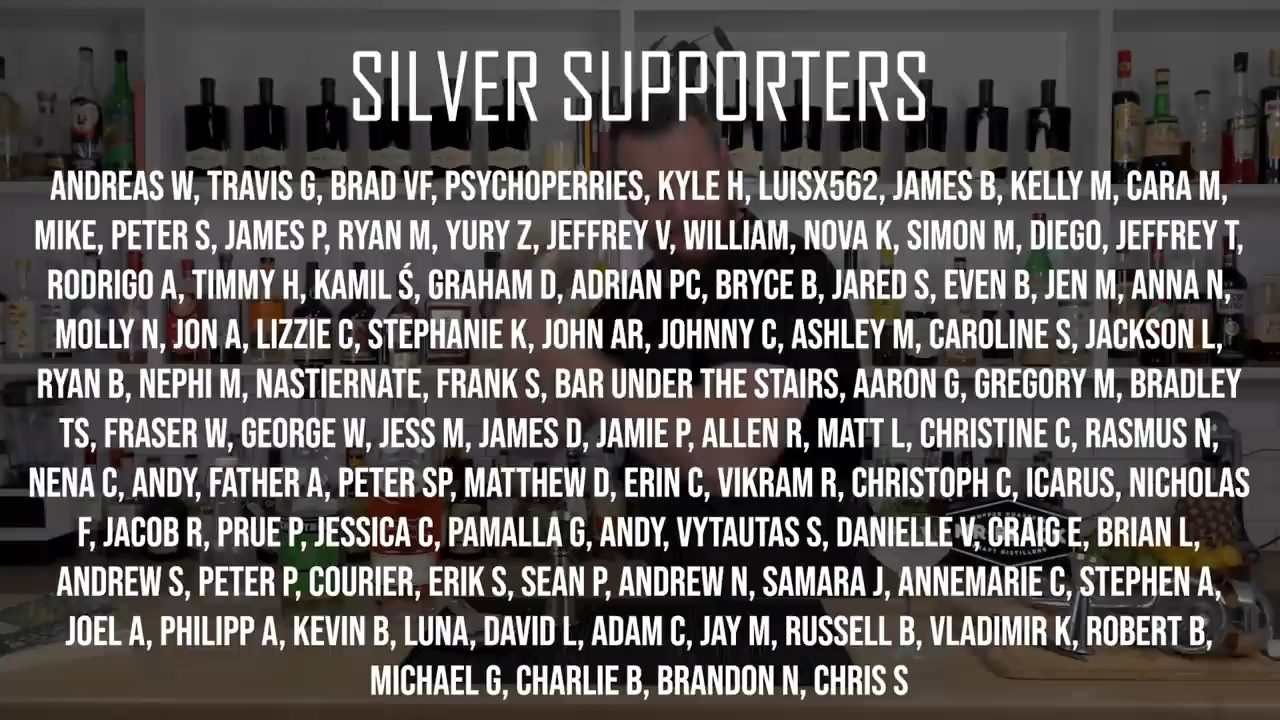 SILVER SUPPORTERS
ANDREAS W, TRAVIS G, BRAD VF, PSYCHOPERRIES, KYLE H, LUISX562, JAMES B, KELLY M, CARA M,
MIKE, PETER S, JAMES P, RYAN M, YURY Z, JEFFREY V, WILLIAM, NOVA K, SIMON M, DIEGO, JEFFREY T,
RODRIGO A, TIMMY H, KAMIL Ś, GRAHAM D, ADRIAN PC, BRYCE B, JARED S, EVEN B, JEN M, ANNA N,
MOLLY N, JON A, LIZZIE C, STEPHANIE K, JOHN AR, JOHNNY C, ASHLEY M, CAROLINE S, JACKSON L,
RYAN B, NEPHI M, NASTIERNATE, FRANK S, BAR UNDER THE STAIRS, AARON G, GREGORY M, BRADLEY
TS, FRASER W, GEORGE W, JESS M, JAMES D, JAMIE P, ALLEN R, MATT L, CHRISTINE C, RASMUS N,
NENA C, ANDY, FATHER A, PETER SP, MATTHEW D, ERIN C, VIKRAM R, CHRISTOPH C, ICARUS, NICHOLAS
F, JACOB R, PRUE P, JESSICA C, PAMALLA G, ANDY, VYTAUTAS S, DANIELLE V, CRAIG E, BRIAN L,
ANDREW S, PETER P, COURIER, ERIK S, SEAN P, ANDREW N, SAMARA J, ANNEMARIE C, STEPHEN A,
JOEL A, PHILIPP A, KEVIN B, LUNA, DAVID L, ADAM C, JAY M, RUSSELL B, VLADIMIR K, ROBERT B,
MICHAEL G, CHARLIE B, BRANDON N, CHRIS S